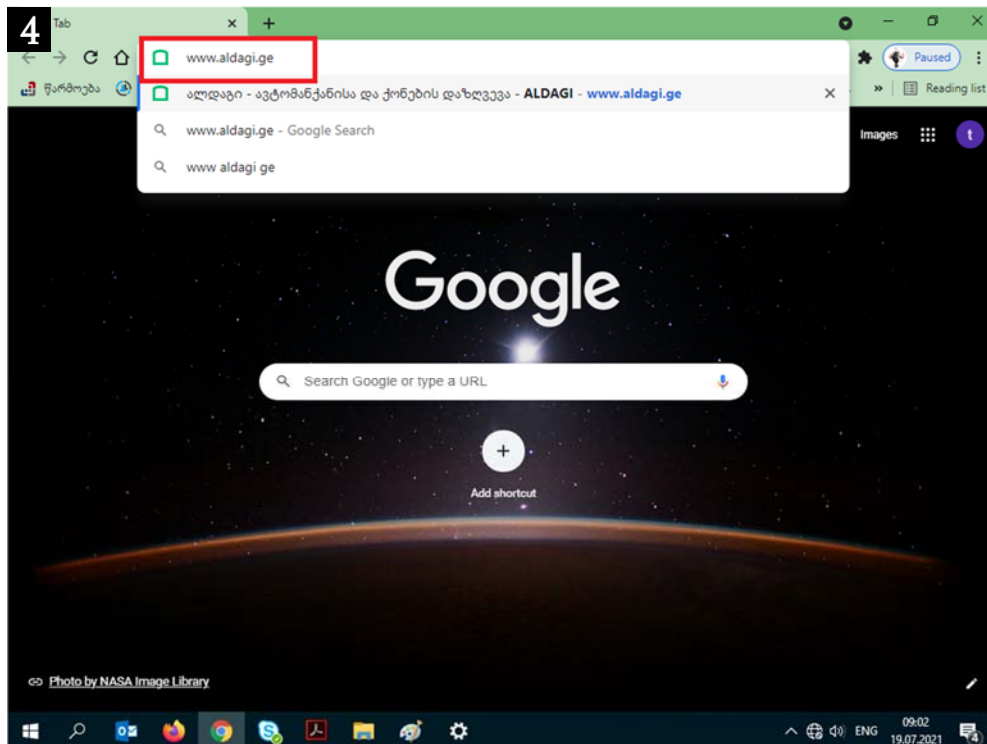 4
Tab
www.aldagi.ge
Paused
წარმოება
»
Reading list
ალდაგი - ავტომანქანისა და ქონების დაზღვევა - ALDAGI - www.aldagi.ge
www.aldagi.ge - Google Search
www aldagi ge
Images
t
Google
Search Google or type a URL
Add shortcut
Photo by NASA Image Library
ENG
09:02
19.07.2021
4